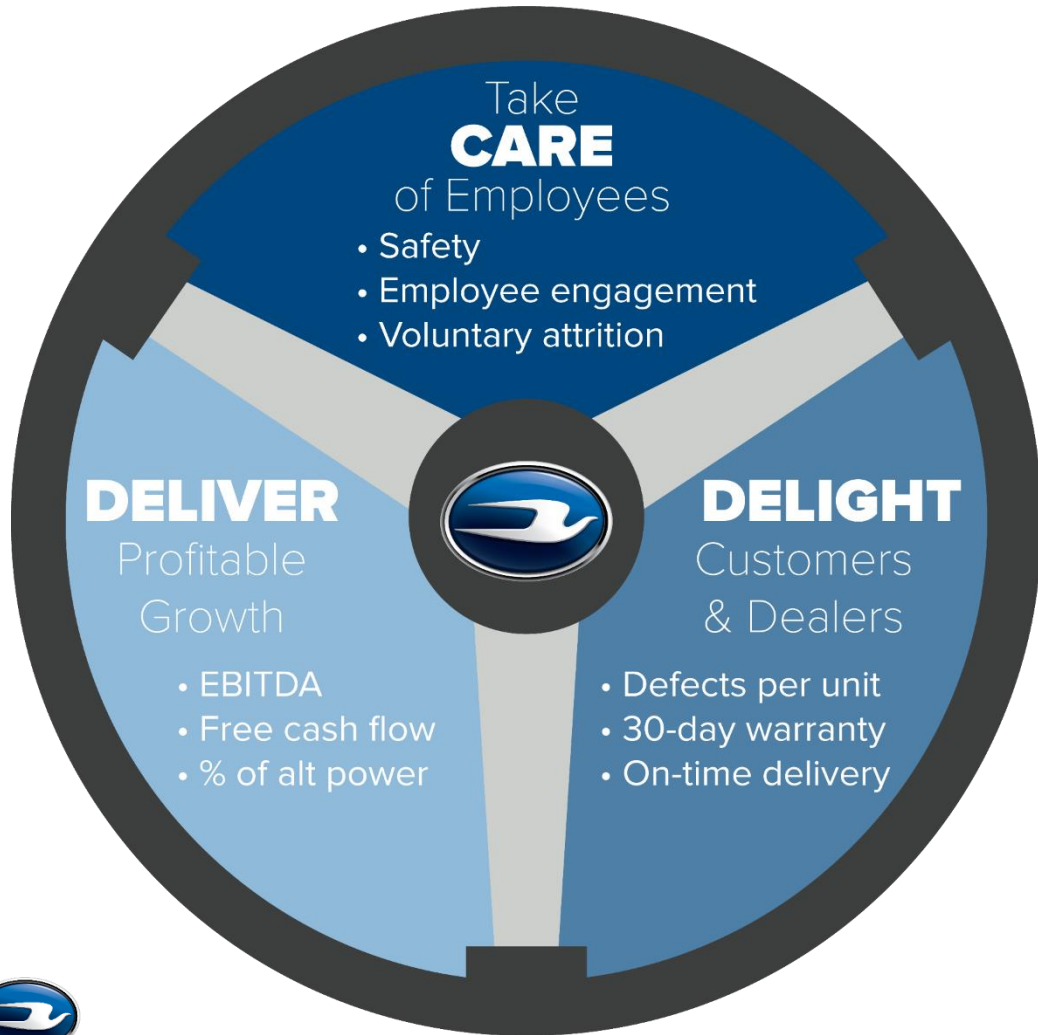 Take
CARE
of Employees
• Safety
• Employee engagement
• Voluntary attrition
DELIVER
Profitable
Growth
• EBITDA
• Free cash flow
• % of alt power
DELIGHT
Customers
& Dealers
• Defects per unit
• 30-day warranty
• On-time delivery